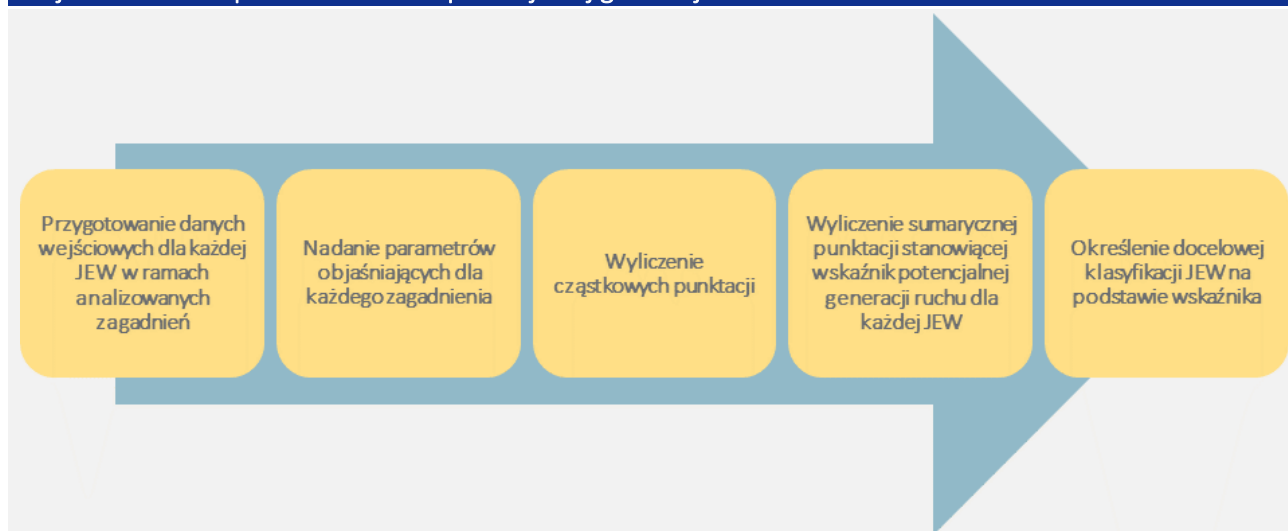 Przygotowanie danych
wejściowych dla każdej
JEW w ramach
analizowanych
zagadnień
Nadanie parametrów
objaśniających dla
każdego zagadnienia
Wyliczenie
cząstkowych punktacji
Wyliczenie sumarycznej
punktacji stanowiącej
wskaźnik potencjalnej
generacji ruchu dla
każdej JEW
Określenie docelowej
klasyfikacji JEW na
podstawie wskaźnika